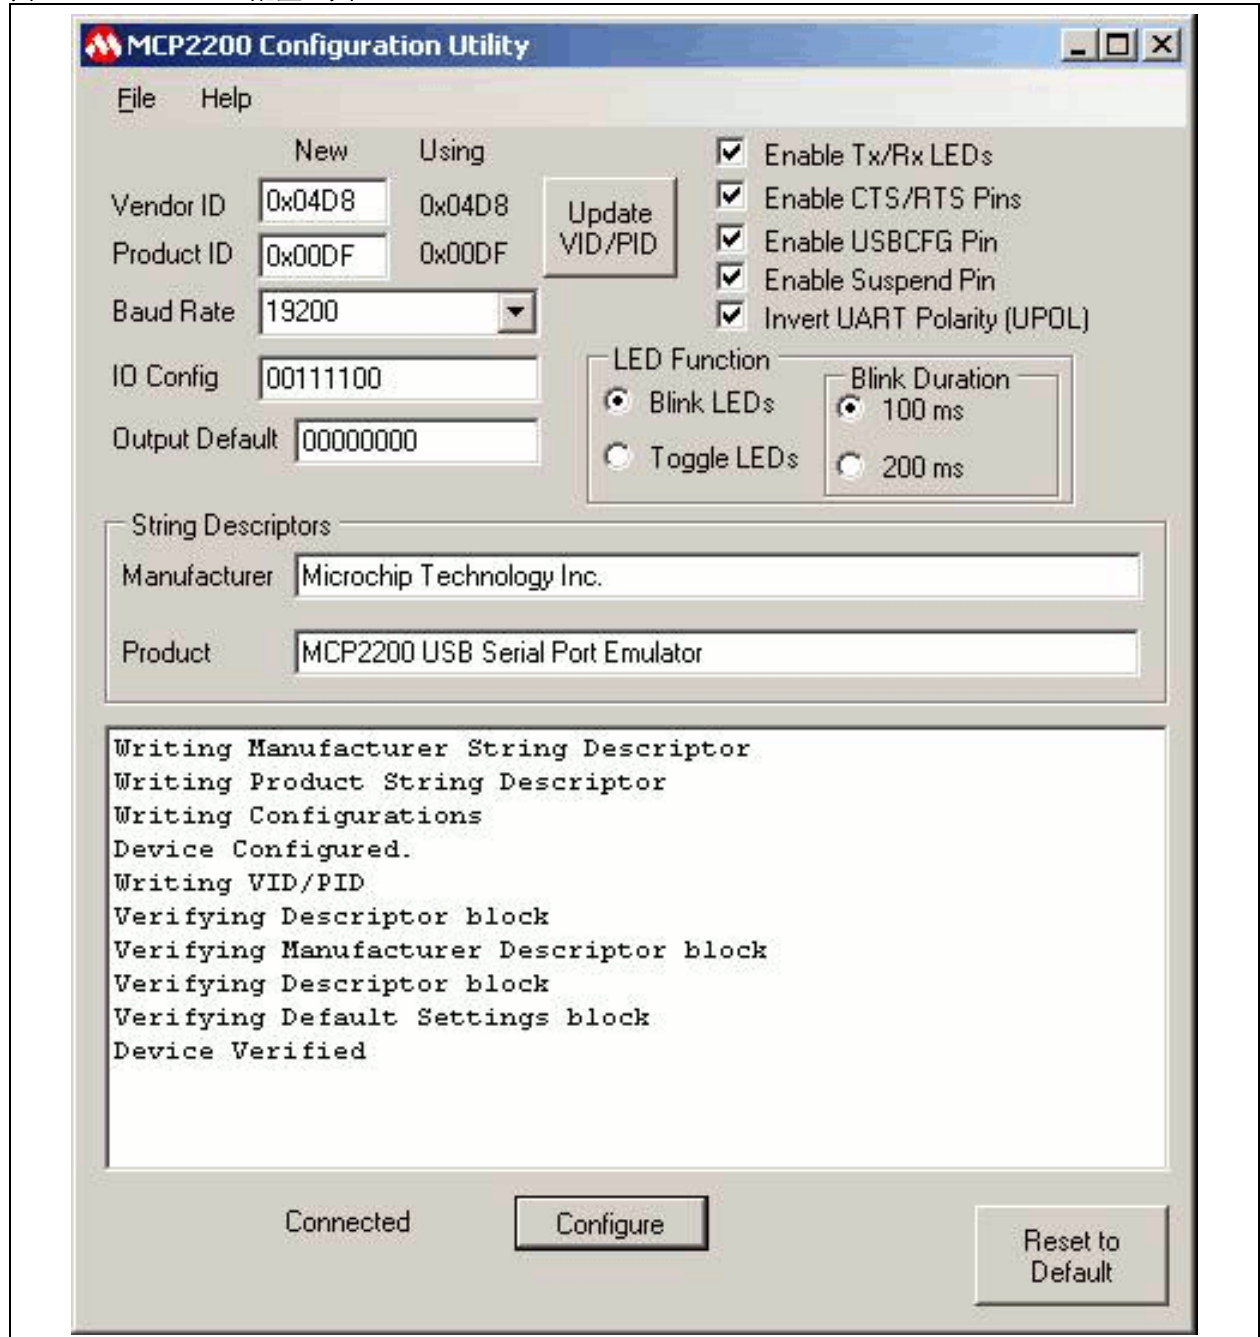 MCP2200 Configuration Utility
File Help
New Using
Vendor ID 0x04D8 0x04D8
Product ID 0x00DF 0x00DF
Update
VID/PID
Baud Rate 19200
IO Config 00111100
Output Default 00000000
Enable Tx/Rx LEDs
Enable CTS/RTS Pins
Enable USBCFG Pin
Enable Suspend Pin
Invert UART Polarity (UPOL)
LED Function
Blink LEDs
Toggle LEDs
Blink Duration
100 ms
200 ms
String Descriptors
Manufacturer Microchip Technology Inc.
Product MCP2200 USB Serial Port Emulator
Writing Manufacturer String Descriptor
Writing Product String Descriptor
Writing Configurations
Device Configured.
Writing VID/PID
Verifying Descriptor block
Verifying Manufacturer Descriptor block
Verifying Descriptor block
Verifying Default Settings block
Device Verified
Connected
Configure
Reset to
Default